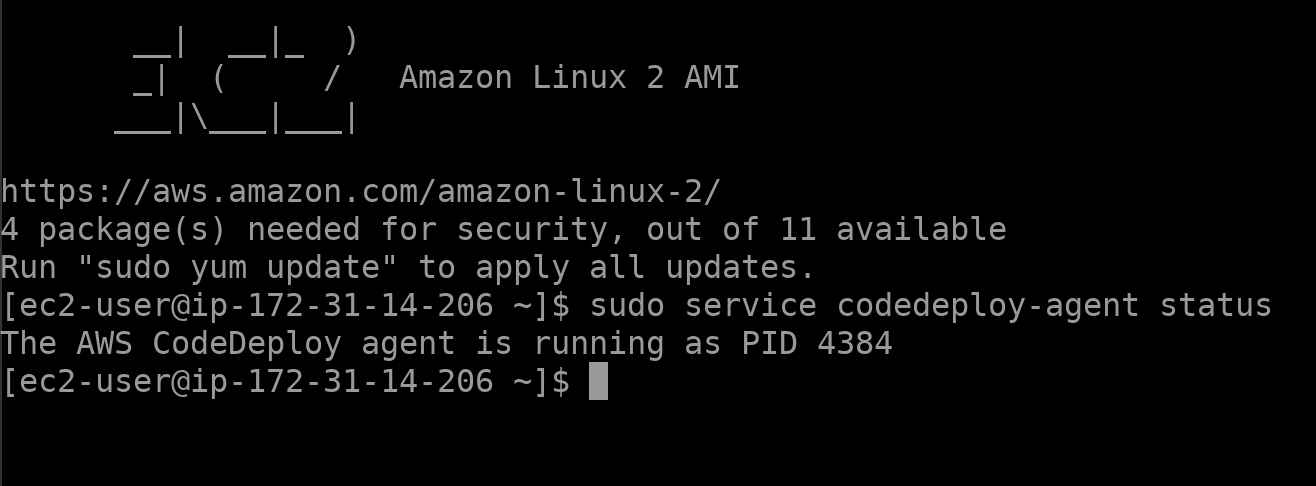 __|  __|_  )
       _|  (     /   Amazon Linux 2 AMI
      ___|\___|___|
https://aws.amazon.com/amazon-linux-2/
4 package(s) needed for security, out of 11 available
Run "sudo yum update" to apply all updates.
[ec2-user@ip-172-31-14-206 ~]$ sudo service codedeploy-agent status
The AWS CodeDeploy agent is running as PID 4384
[ec2-user@ip-172-31-14-206 ~]$